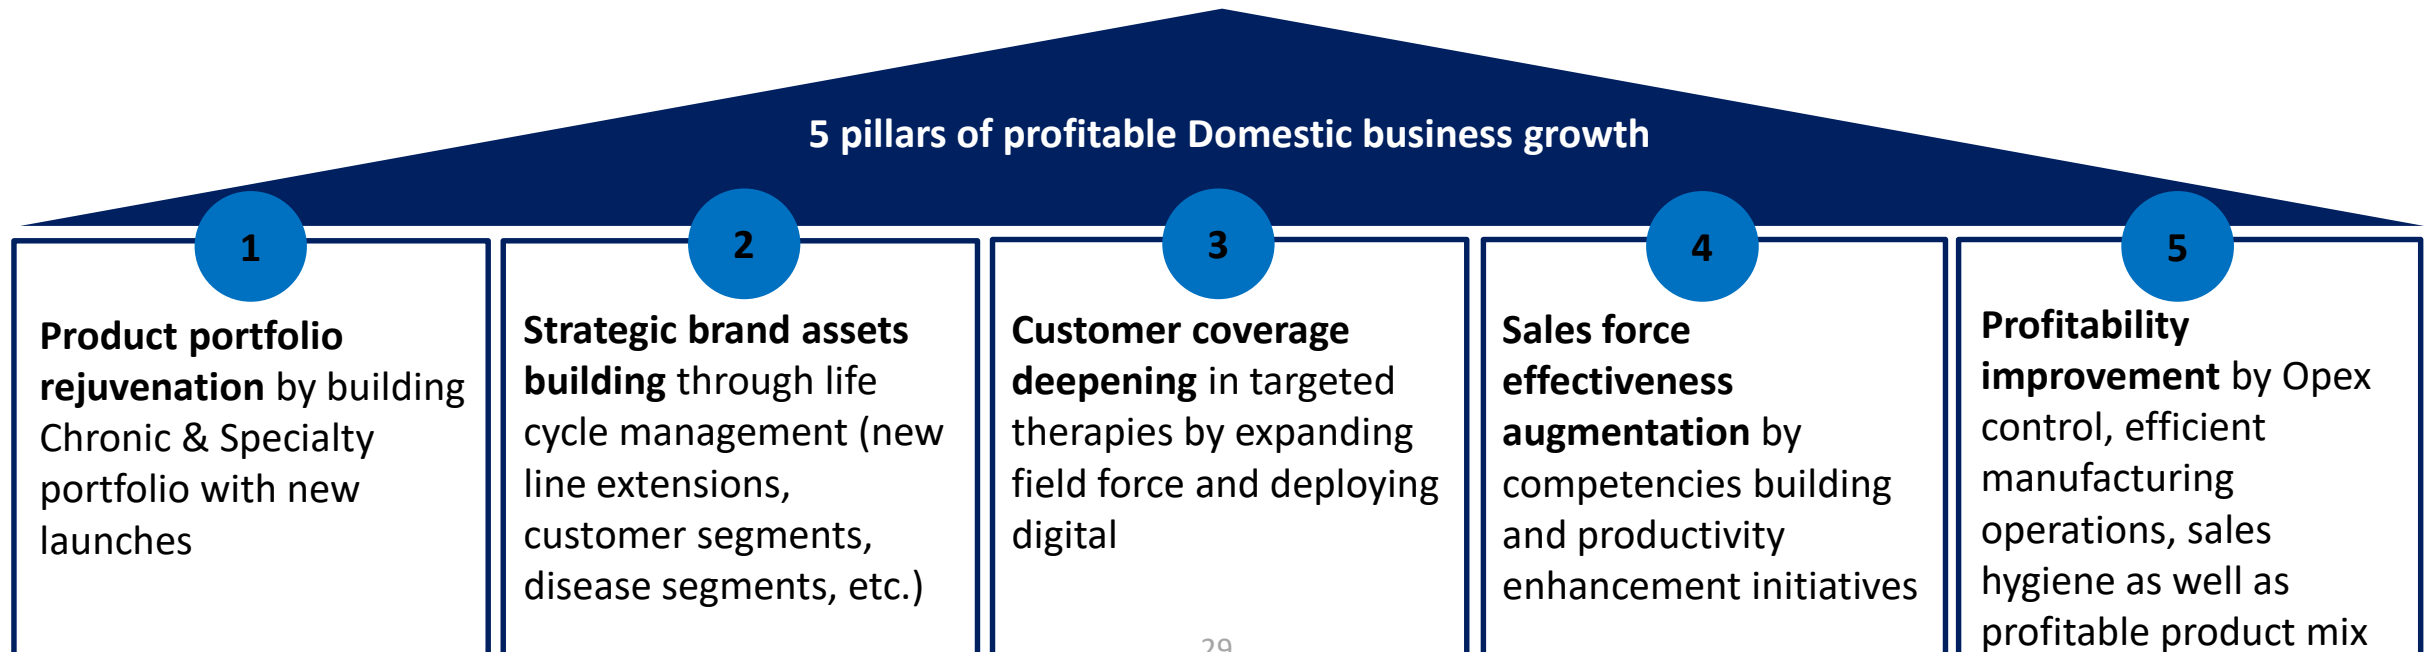 5 pillars of profitable Domestic business growth
1
Product portfolio
rejuvenation by building
Chronic & Specialty
portfolio with new
launches
2
Strategic brand assets
building through life
cycle management (new
line extensions,
customer segments,
disease segments, etc.)
3
Customer coverage
deepening in targeted
therapies by expanding
field force and deploying
digital
4
Sales force
effectiveness
augmentation by
competencies building
and productivity
enhancement initiatives
5
Profitability
improvement by Opex
control, efficient
manufacturing
operations, sales
hygiene as well as
profitable product mix
29